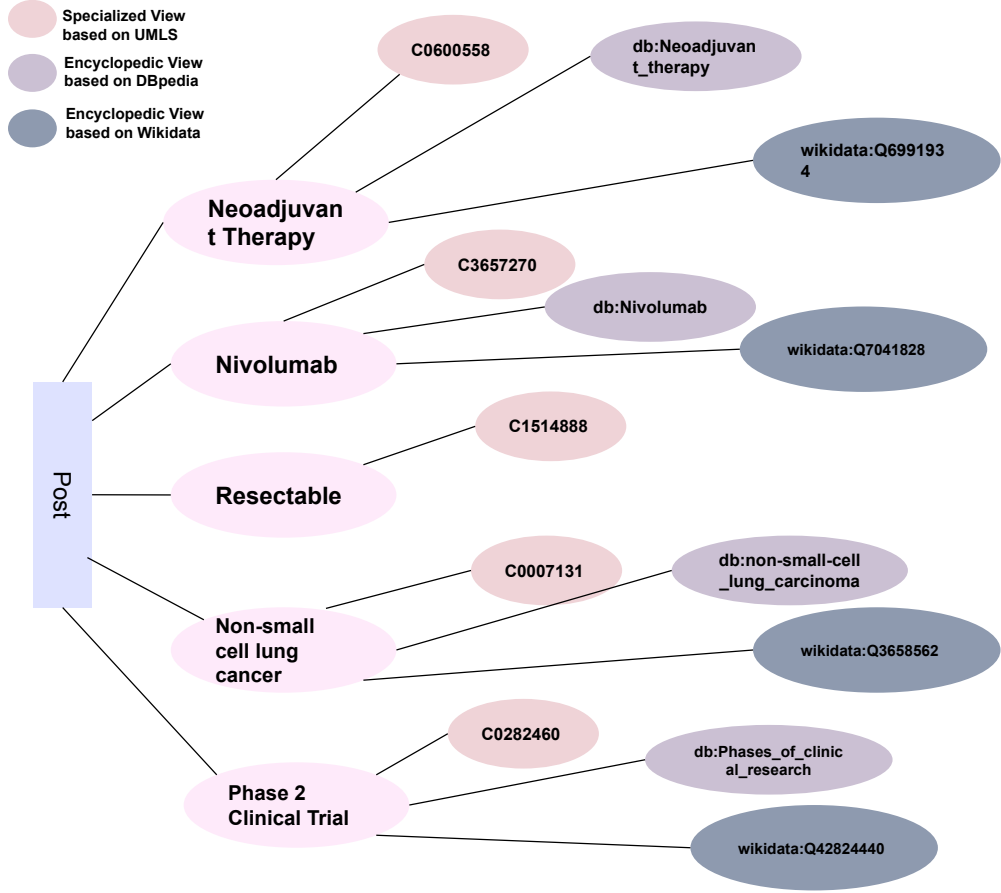 Specialized View
based on UMLS
Encyclopedic View
based on DBpedia
Encyclopedic View
based on Wikidata
C0600558
db:Neoadjuvan
t_therapy
wikidata:Q699193
4
Neoadjuvan
t Therapy
C3657270
db:Nivolumab
wikidata:Q7041828
Nivolumab
C1514888
Resectable
Post
C0007131
db:non-small-cell
_lung_carcinoma
Non-small
cell lung
cancer
wikidata:Q3658562
C0282460
db:Phases_of_clinic
al_research
Phase 2
Clinical Trial
wikidata:Q42824440